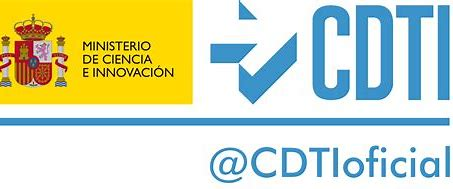 MINISTERIO
DE CIENCIA
E INNOVACIÓN
CDTI
@CDTIoficial